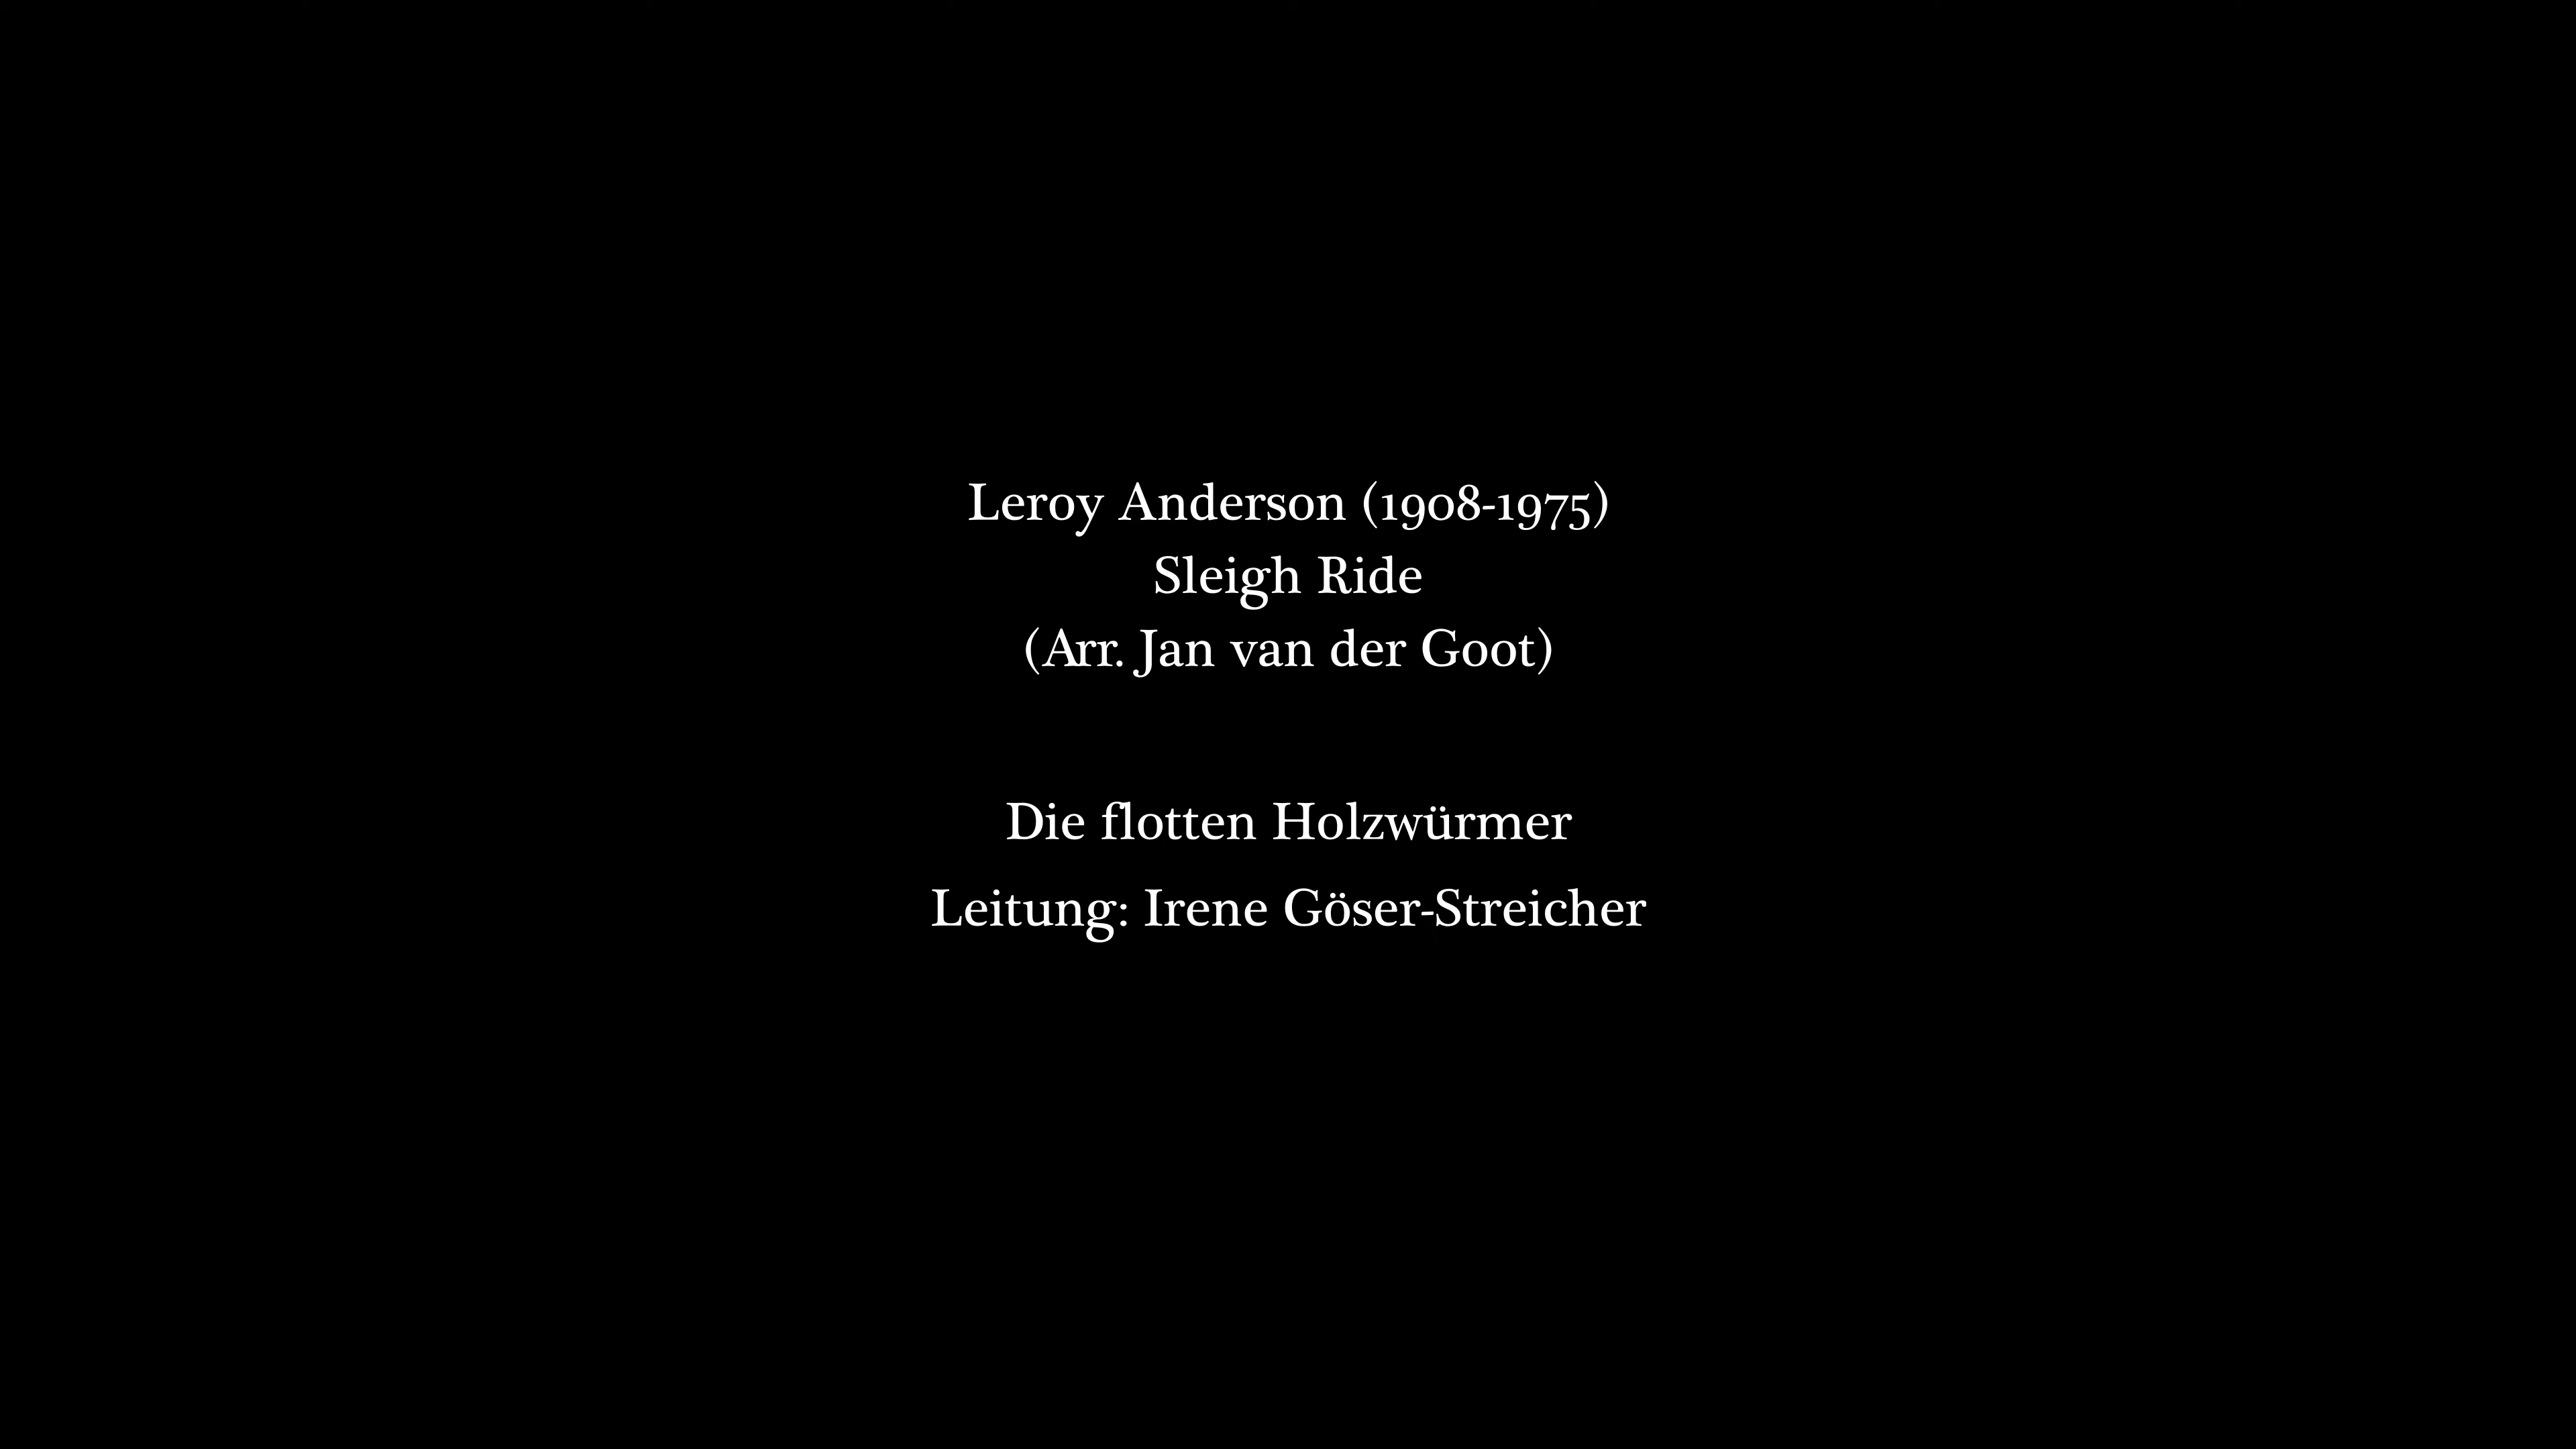 Leroy Anderson (1908-1975)
Sleigh Ride
(Arr. Jan van der Goot)
Die flotten Holzwürmer
Leitung: Irene Göser-Streicher